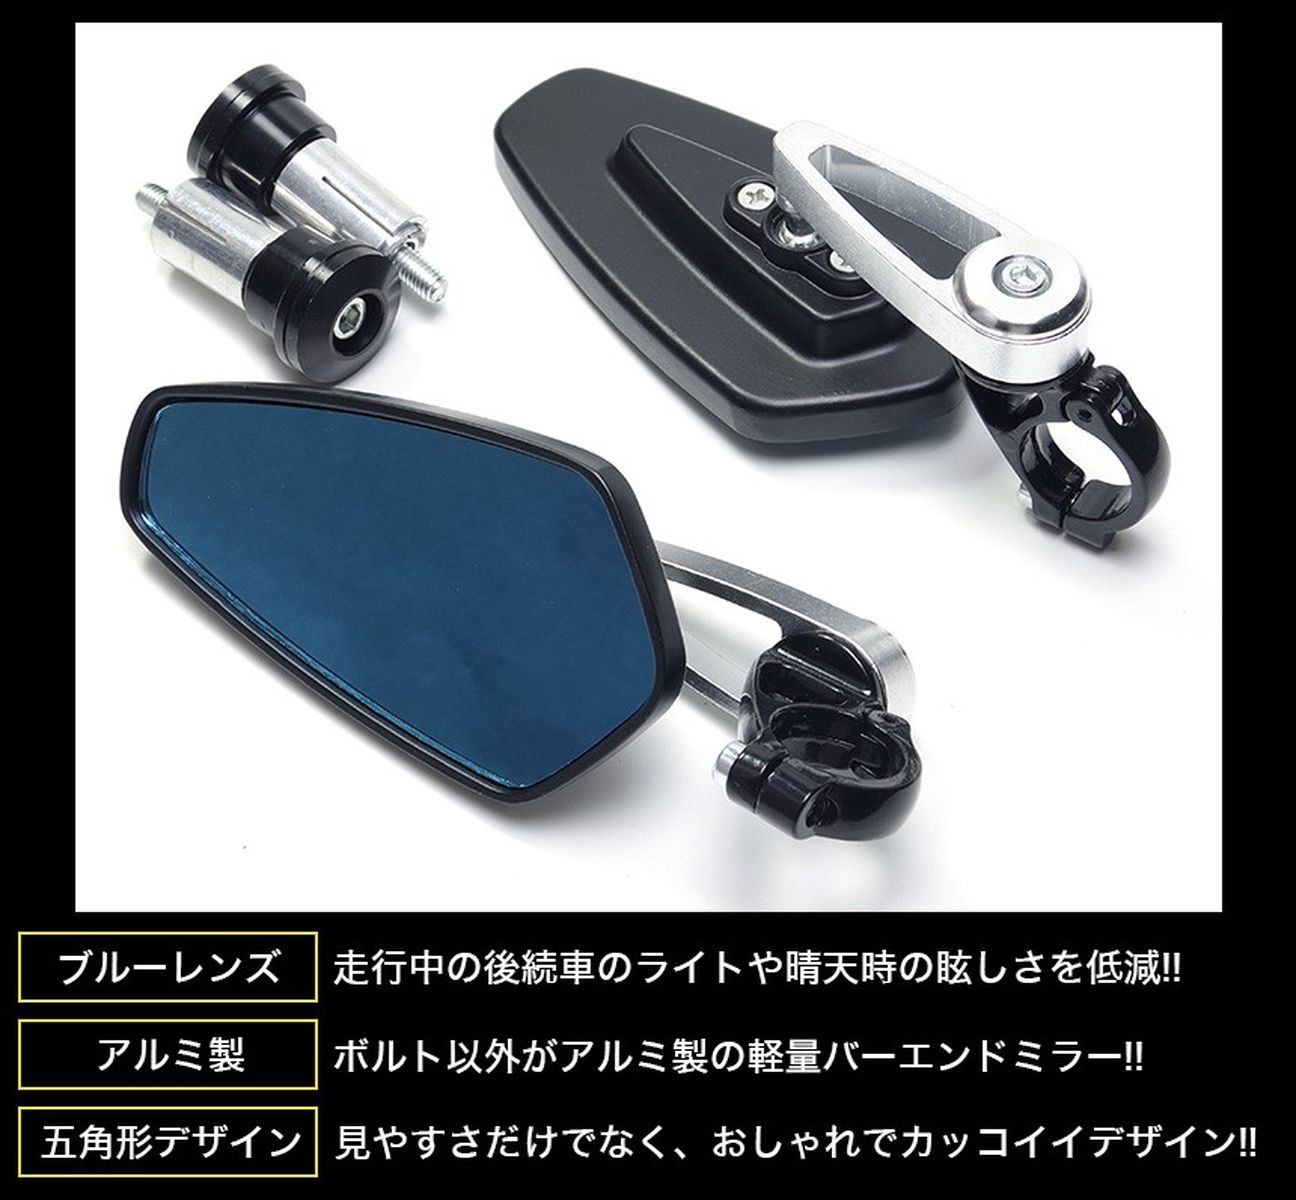 ブルーレンズ 走行中の後続車のライトや晴天時の眩しさを低減!!
アルミ製 ボルト以外がアルミ製の軽量バーエンドミラー!!
五角形デザイン 見やすさだけでなく、おしゃれでカッコイイデザイン!!